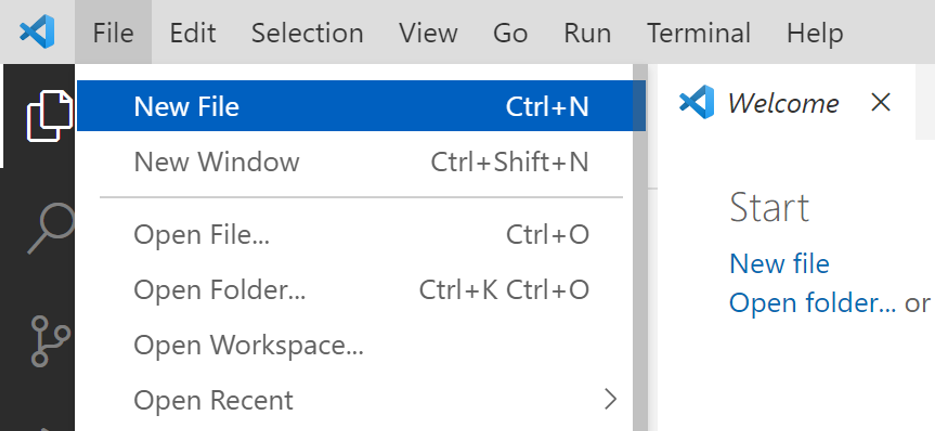 File Edit Selection View Go Run Terminal Help
New File Ctrl+N
New Window Ctrl+Shift+N
Open File... Ctrl+O
Open Folder... Ctrl+K Ctrl+O
Open Workspace...
Open Recent
Welcome
Start
New file
Open folder... or